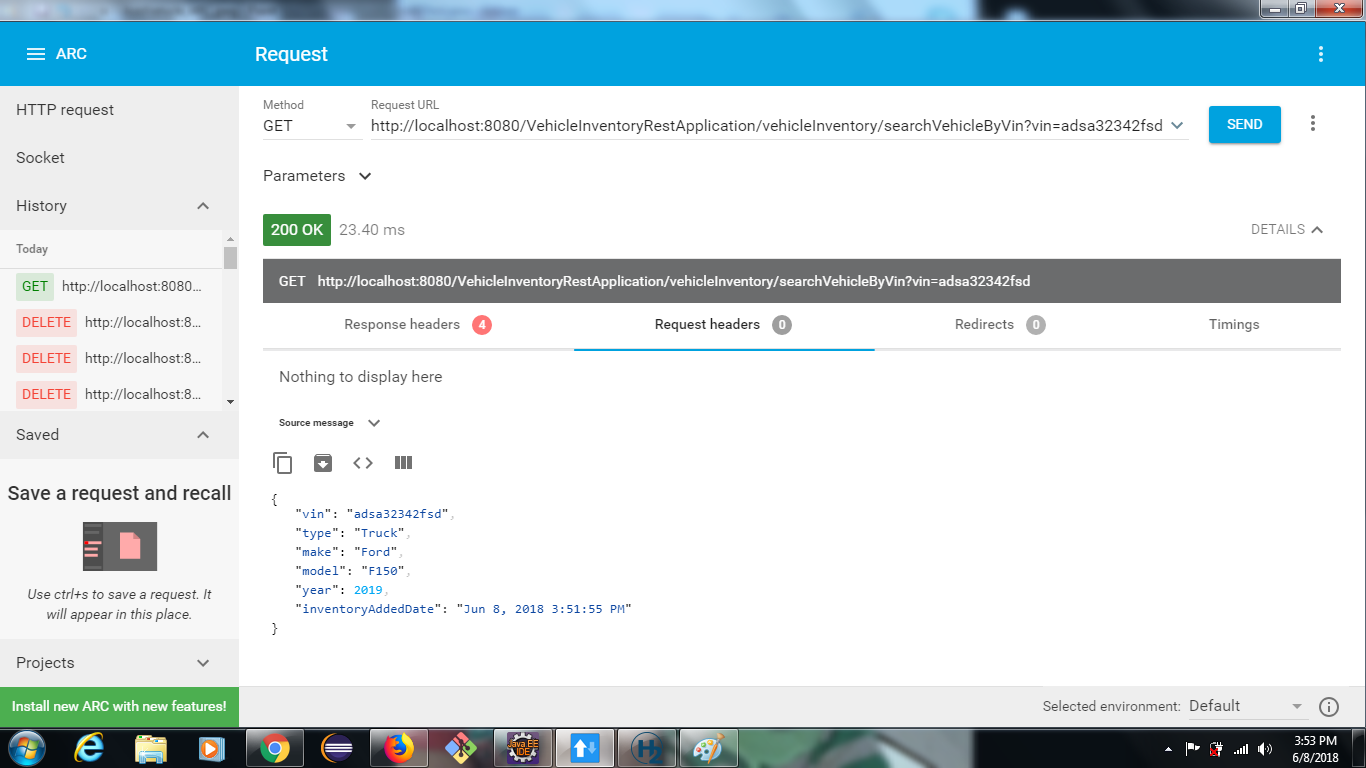 ARC
Request
HTTP request
Socket
History
Today
GET http://localhost:8080...
DELETE http://localhost:8...
DELETE http://localhost:8...
DELETE http://localhost:8...
Saved
Save a request and recall
Use ctrl+s to save a request. It
will appear in this place.
Projects
Install new ARC with new features!
Method
GET
Request URL
http://localhost:8080/VehicleInventoryRestApplication/vehicleInventory/searchVehicleByVin?vin=adsa32342fsd
SEND
Parameters
200 OK 23.40 ms
DETAILS
GET http://localhost:8080/VehicleInventoryRestApplication/vehicleInventory/searchVehicleByVin?vin=adsa32342fsd
Response headers 4
Request headers 0
Redirects 0
Timings
Nothing to display here
Source message
{
"vin": "adsa32342fsd",
"type": "Truck",
"make": "Ford",
"model": "F150",
"year": 2019,
"inventoryAddedDate": "Jun 8, 2018 3:51:55 PM"
}
Selected environment: Default
Java EE
IDE
3:53 PM
6/8/2018